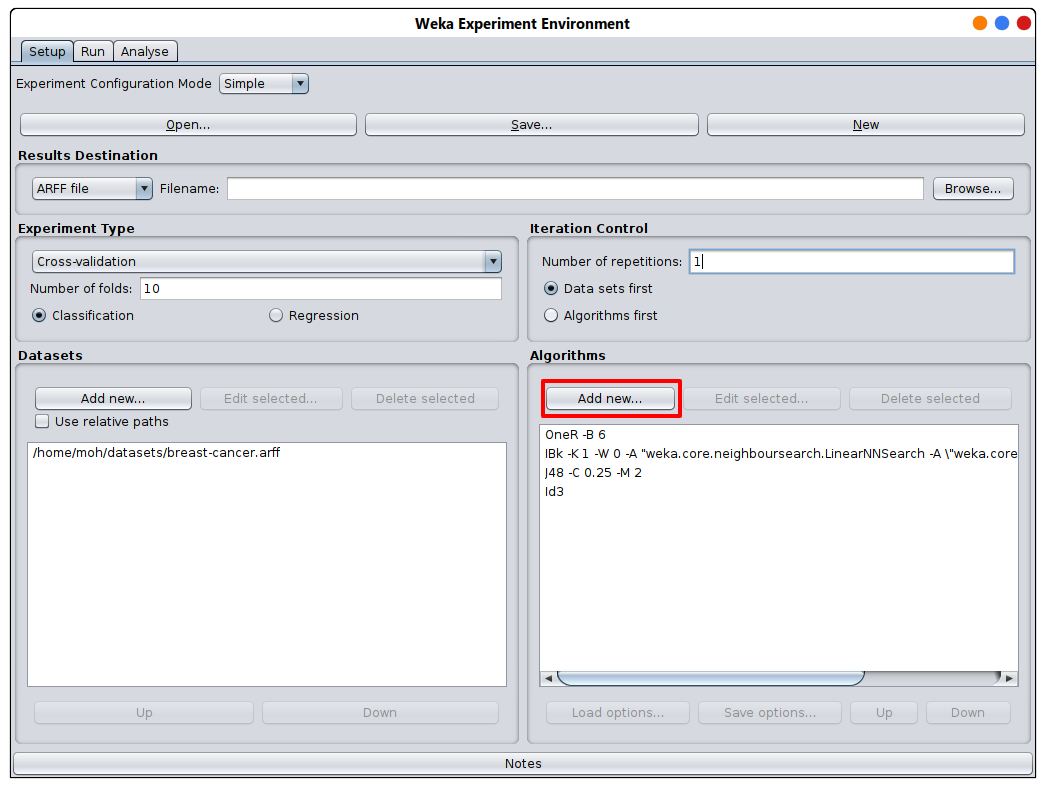 Weka Experiment Environment
Setup Run Analyse
Experiment Configuration Mode Simple
Open... Save... New
Results Destination
ARFF file Filename: Browse...
Experiment Type
Cross-validation
Number of folds: 10
Classification Regression
Iteration Control
Number of repetitions: 1
Data sets first
Algorithms first
Datasets
Add new... Edit selected... Delete selected
Use relative paths
/home/moh/datasets/breast-cancer.arff
Up Down
Algorithms
Add new... Edit selected... Delete selected
OneR -B 6
IBk -K 1 -W 0 -A "weka.core.neighboursearch.LinearNNSearch -A \"weka.core
J48 -C 0.25 -M 2
Id3
Load options... Save options... Up Down
Notes